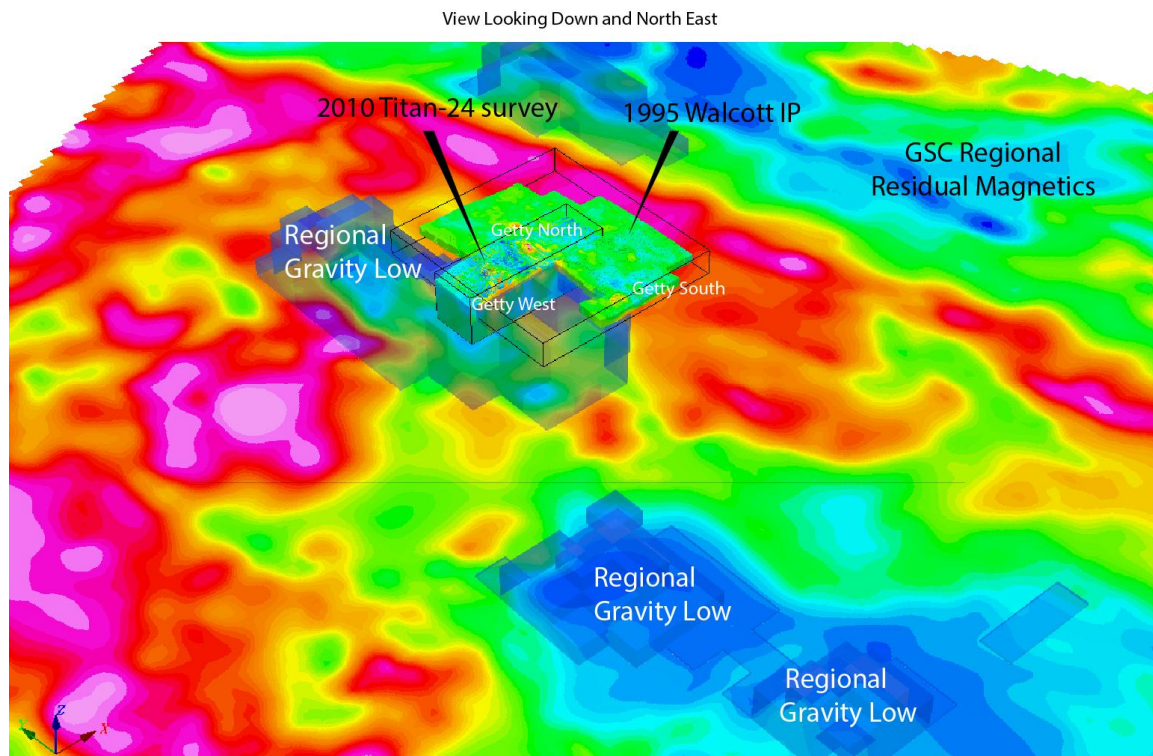 View Looking Down and North East
2010 Titan-24 survey
1995 Walcott IP
GSC Regional
Residual Magnetics
Regional
Gravity Low
Getty North
Getty West
Getty South
Regional
Gravity Low
Regional
Gravity Low
Y
Z
X